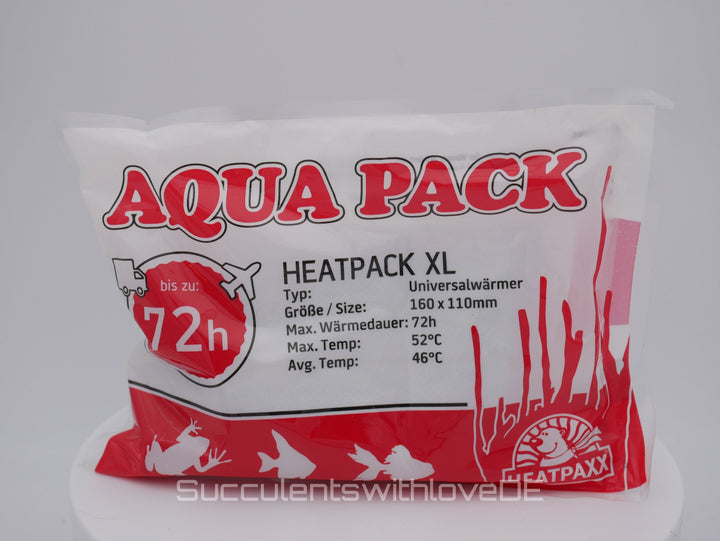 AQUA PACK
bis zu:
72h
HEATPACK XL
Typ: Universalwärmer
Größe / Size: 160 x 110mm
Max. Wärmedauer: 72h
Max. Temp: 52°C
Avg. Temp: 46°C
HEATPAXX
SucculentswithloveDE